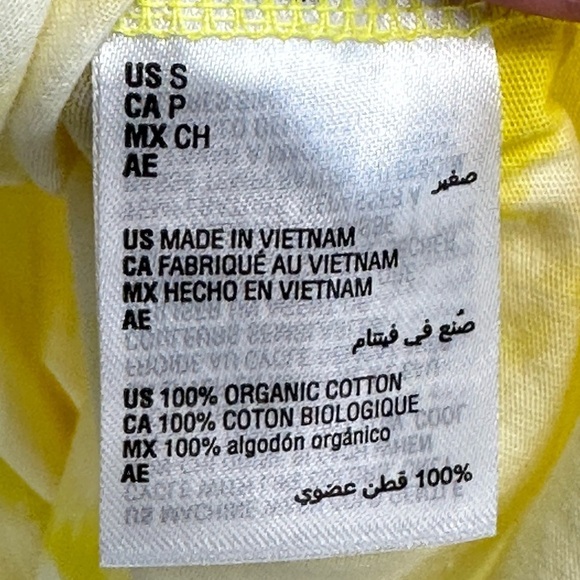 US S
CA P
MX CH
AE
صغير
US MADE IN VIETNAM
CA FABRIQUÉ AU VIETNAM
MX HECHO EN VIETNAM
AE
صُنع في فيتنام
US 100% ORGANIC COTTON
CA 100% COTON BIOLOGIQUE
MX 100% algodón orgánico
AE
100% قطن عضوي